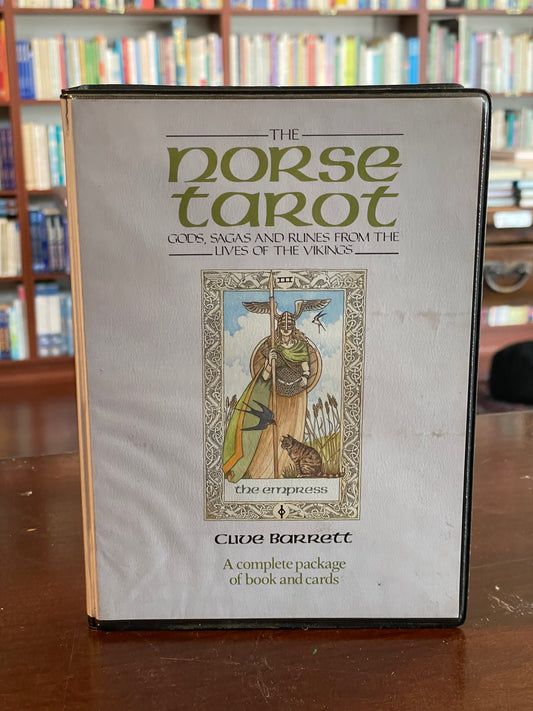 THE
NORSE
TAROT
GODS, SAGAS AND RUNES FROM THE
LIVES OF THE VIKINGS
III
the empress
Clive Barrett
A complete package
of book and cards